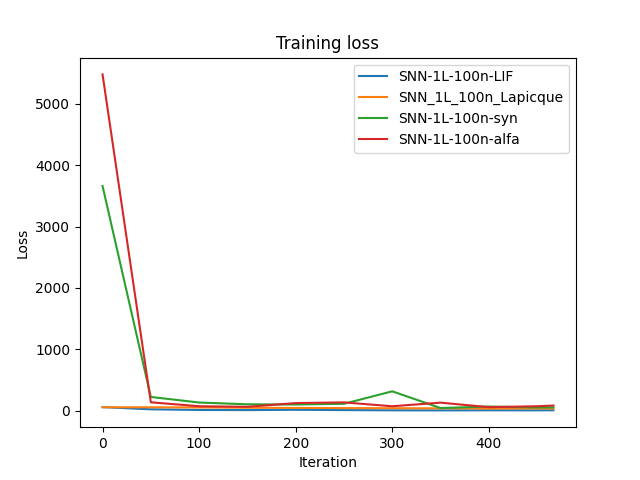 Training loss
SNN-1L-100n-LIF
SNN_1L_100n_Lapicque
SNN-1L-100n-syn
SNN-1L-100n-alfa
5000
4000
3000
2000
1000
0
Loss
0 100 200 300 400
Iteration